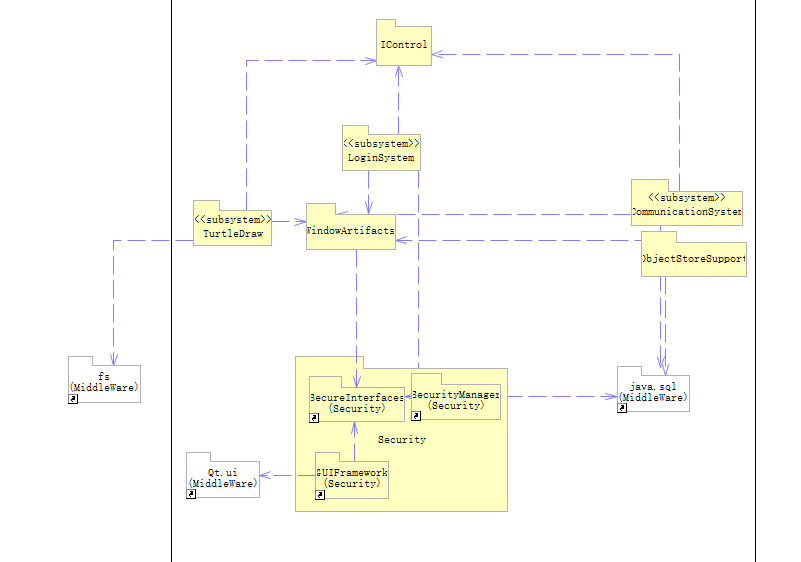 IControl
<<subsystem>>
LoginSystem
<<subsystem>>
CommunicationSystem
<<subsystem>>
TurtleDraw
WindowArtifacts
ObjectStoreSupport
fs
(MiddleWare)
java.sql
(MiddleWare)
SecureInterfaces
(Security)
SecurityManager
(Security)
Security
Qt.ui
(MiddleWare)
GUIFramework
(Security)